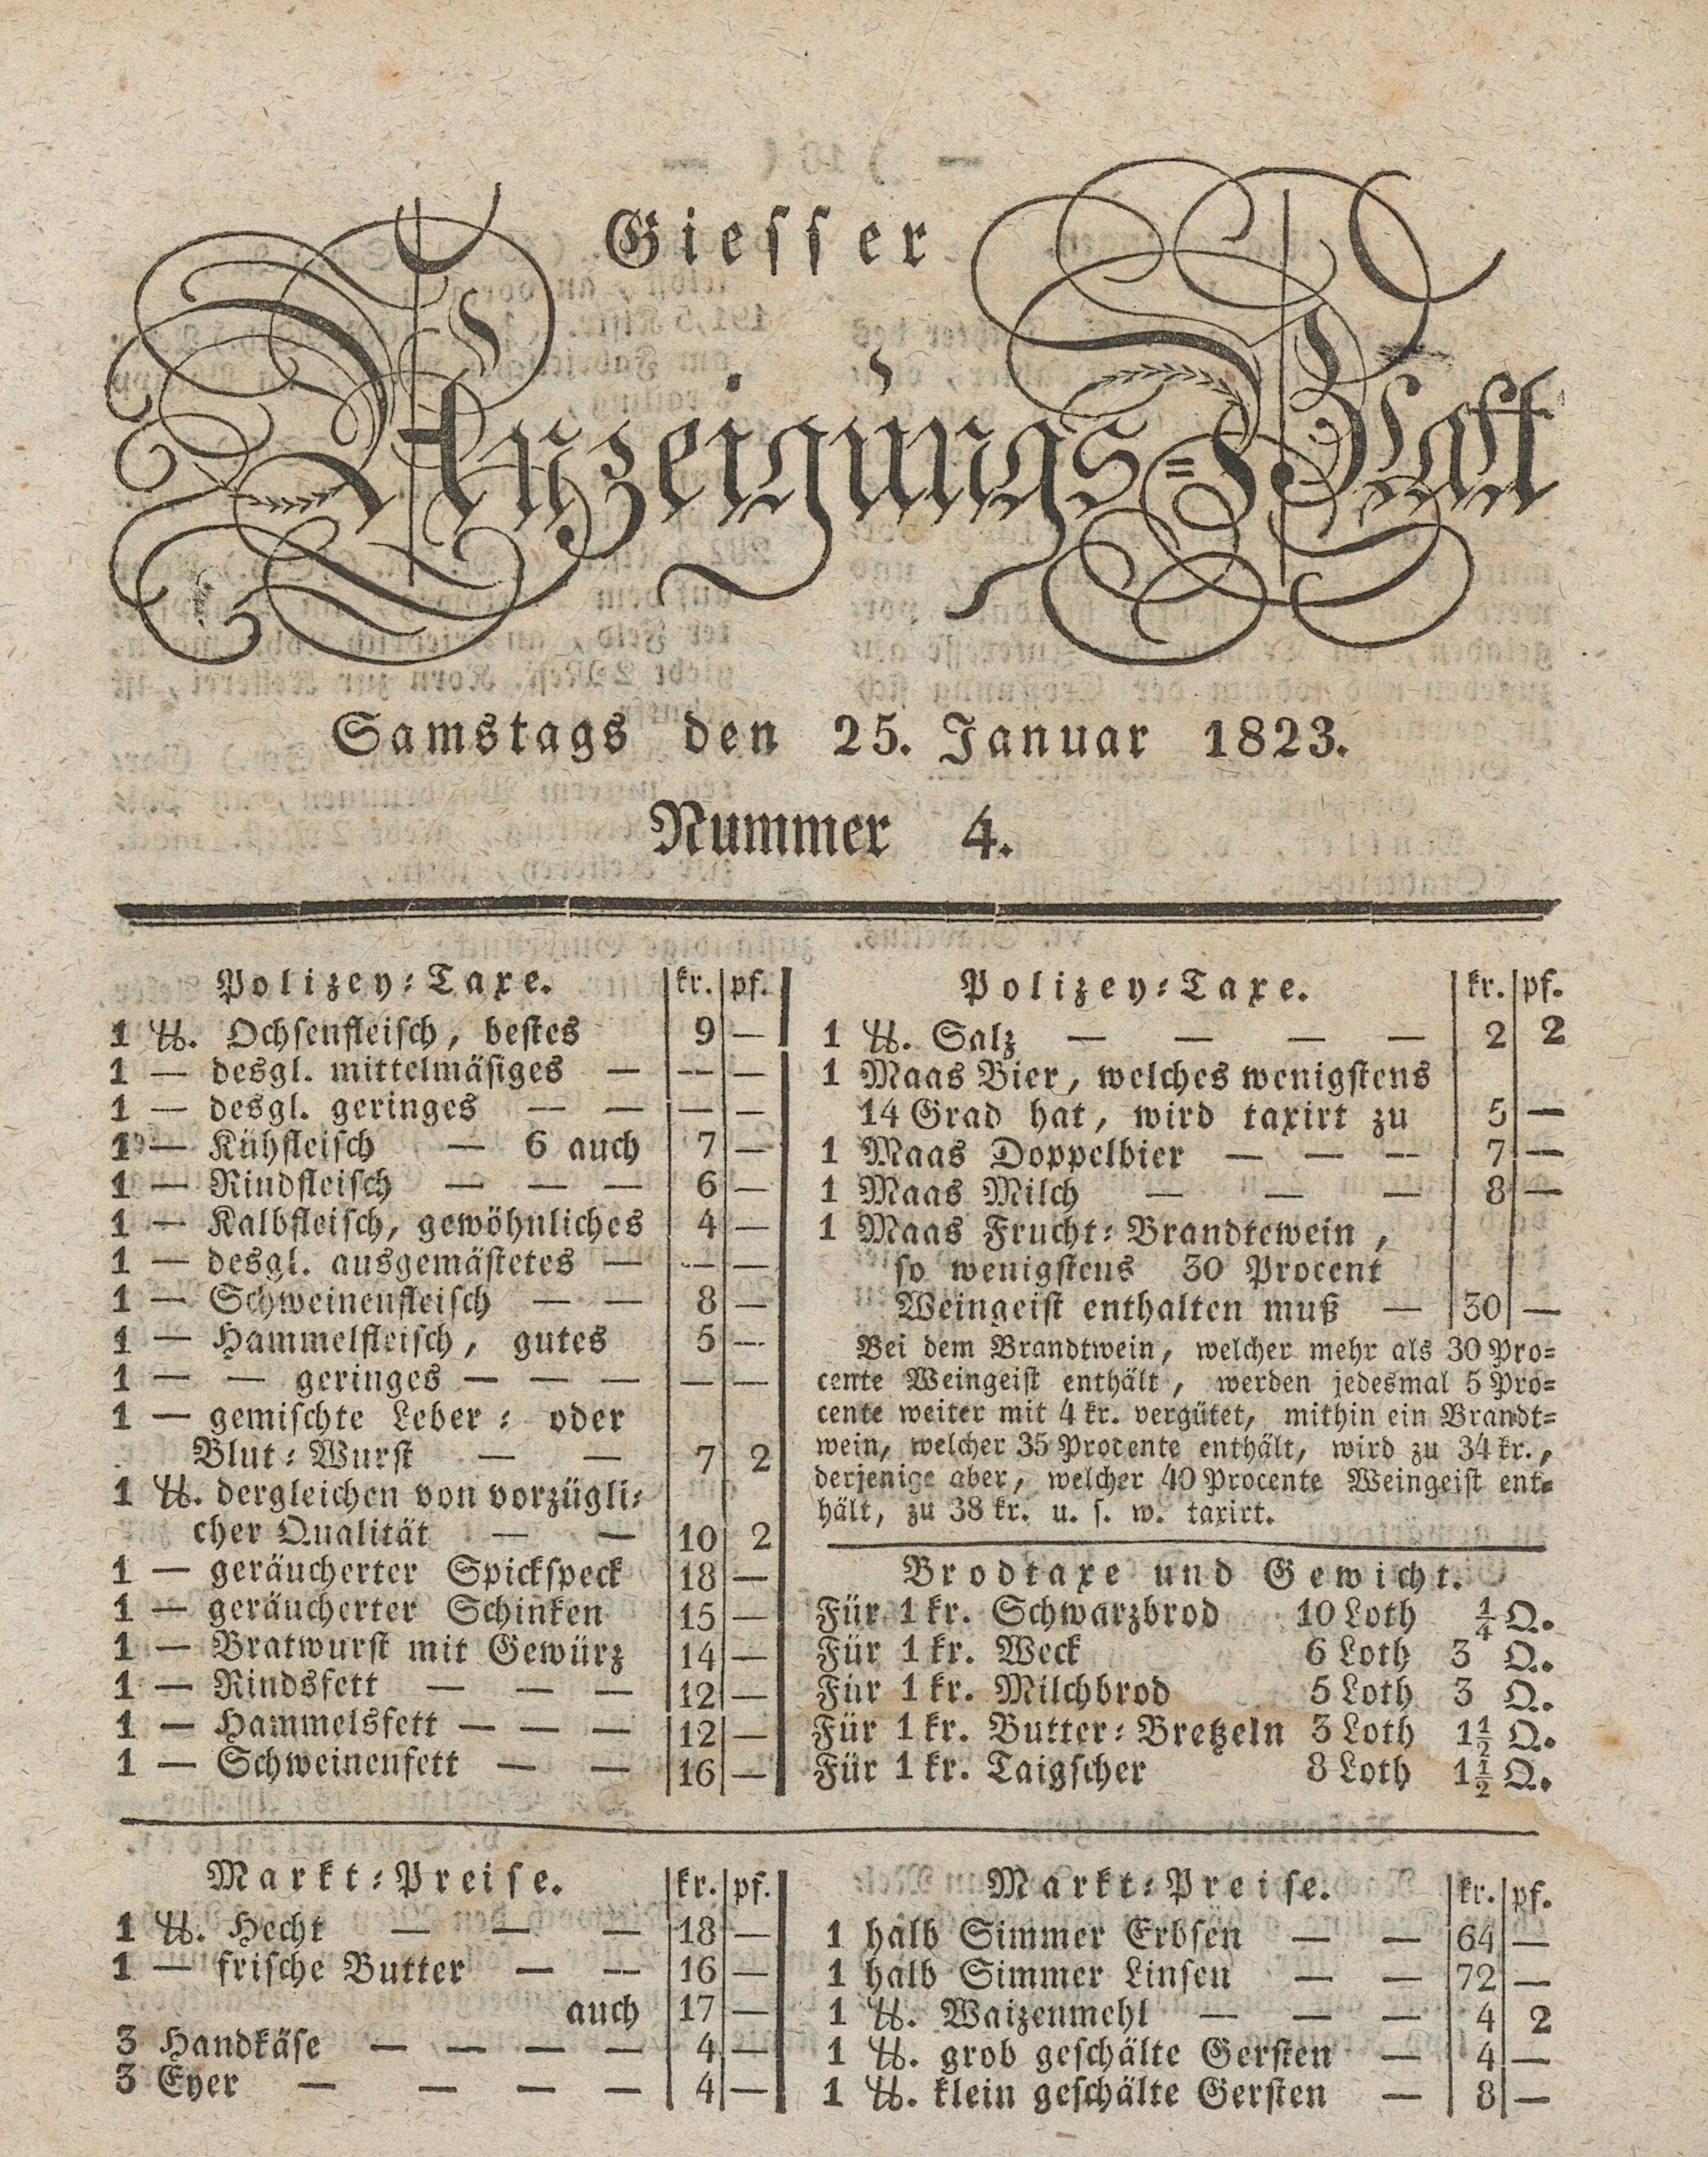 Giesser
Anzeigungs-Blatt
Samstags den 25. Januar 1823.
Nummer 4.
Polizey-Taxe. kr. pf.
1 ℔. Ochsenfleisch, bestes 9 —
1 — desgl. mittelmäsiges — — —
1 — desgl. geringes — — — —
1 — Kühfleisch — 6 auch 7 —
1 — Rindfleisch — — — 6 —
1 — Kalbfleisch, gewöhnliches 4 —
1 — desgl. ausgemästetes — — —
1 — Schweinenfleisch — — 8 —
1 — Hammelfleisch, gutes 5 —
1 — — geringes — — — — —
1 — gemischte Leber- oder
Blut-Wurst — — 7 2
1 ℔. dergleichen von vorzügli-
cher Qualität — — 10 2
1 — geräucherter Spickspeck 18 —
1 — geräucherter Schinken 15 —
1 — Bratwurst mit Gewürz 14 —
1 — Rindsfett — — — 12 —
1 — Hammelsfett — — — 12 —
1 — Schweinenfett — — 16 —
Polizey-Taxe. kr. pf.
1 ℔. Salz — — — — 2 2
1 Maas Bier, welches wenigstens
14 Grad hat, wird taxirt zu 5 —
1 Maas Doppelbier — — — 7 —
1 Maas Milch — — — 8 —
1 Maas Frucht-Brandtewein,
so wenigstens 30 Procent
Weingeist enthalten muß — 30 —
Bei dem Brandtwein, welcher mehr als 30 Pro-
cente Weingeist enthält, werden jedesmal 5 Pro-
cente weiter mit 4 kr. vergütet, mithin ein Brandt-
wein, welcher 35 Procente enthält, wird zu 34 kr.,
derjenige aber, welcher 40 Procente Weingeist ent-
hält, zu 38 kr. u. s. w. taxirt.
Brodtaxe und Gewicht.
Für 1 kr. Schwarzbrod 10 Loth ¼ Q.
Für 1 kr. Weck 6 Loth 3 Q.
Für 1 kr. Milchbrod 5 Loth 3 Q.
Für 1 kr. Butter-Bretzeln 3 Loth 1½ Q.
Für 1 kr. Taigscher 8 Loth 1½ Q.
Markt-Preise. kr. pf.
1 ℔. Hecht — — — 18 —
1 — frische Butter — — 16 —
auch 17 —
3 Handkäse — — — — 4 —
3 Eyer — — — — 4 —
Markt-Preise. kr. pf.
1 halb Simmer Erbsen — — 64 —
1 halb Simmer Linsen — — 72 —
1 ℔. Waizenmehl — — — 4 2
1 ℔. grob geschälte Gersten — 4 —
1 ℔. klein geschälte Gersten — 8 —